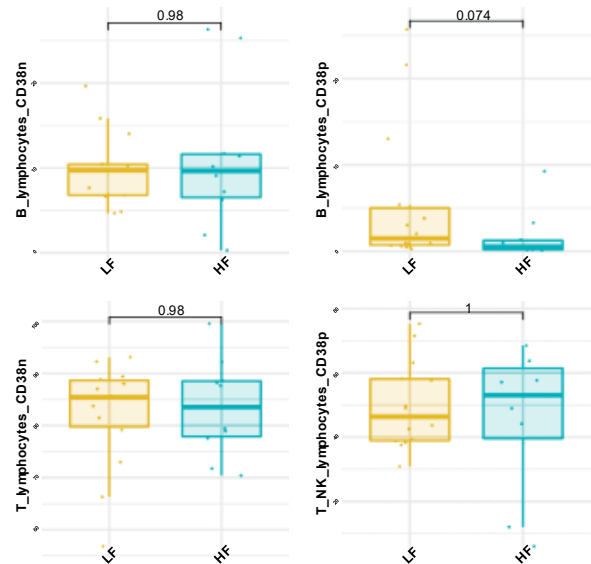 0.98
B_lymphocytes_CD38n
LF
HF
0.074
B_lymphocytes_CD38p
LF
HF
0.98
T_lymphocytes_CD38n
LF
HF
1
T_NK_lymphocytes_CD38p
LF
HF